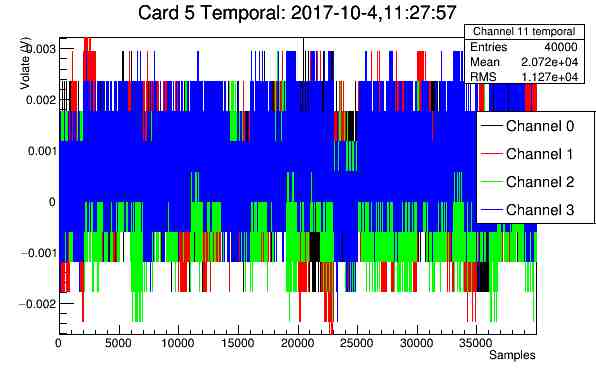 Card 5 Temporal: 2017-10-4,11:27:57
Channel 11 temporal
Entries 40000
Mean 2.072e+04
RMS 1.127e+04
Volate (V)
0.003
0.002
0.001
0
−0.001
−0.002
Channel 0
Channel 1
Channel 2
Channel 3
0 5000 10000 15000 20000 25000 30000 35000
Samples